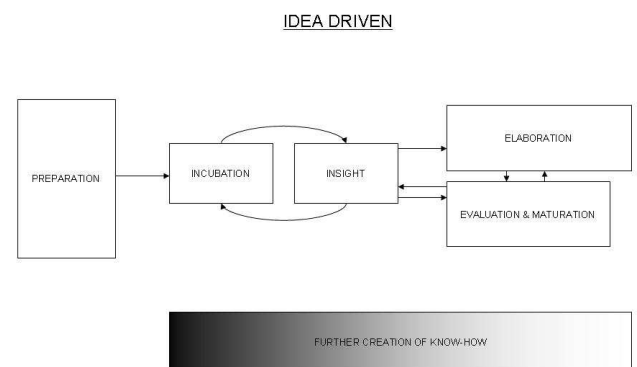 IDEA DRIVEN
PREPARATION
INCUBATION
INSIGHT
ELABORATION
EVALUATION & MATURATION
FURTHER CREATION OF KNOW-HOW